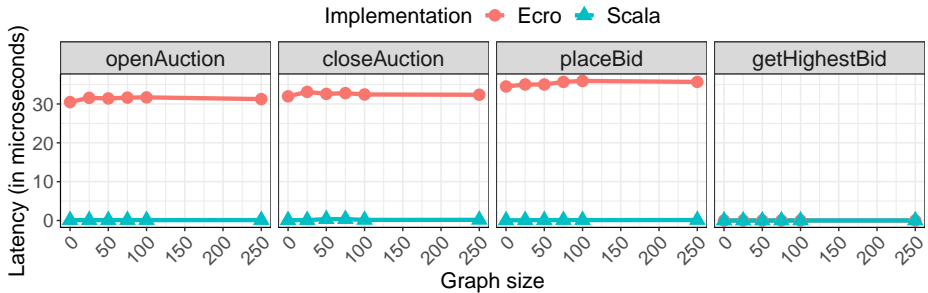 Implementation Ecro Scala
openAuction closeAuction placeBid getHighestBid
Latency (in microseconds)
30
20
10
0
0 50 100 150 200 250 0 50 100 150 200 250 0 50 100 150 200 250 0 50 100 150 200 250
Graph size